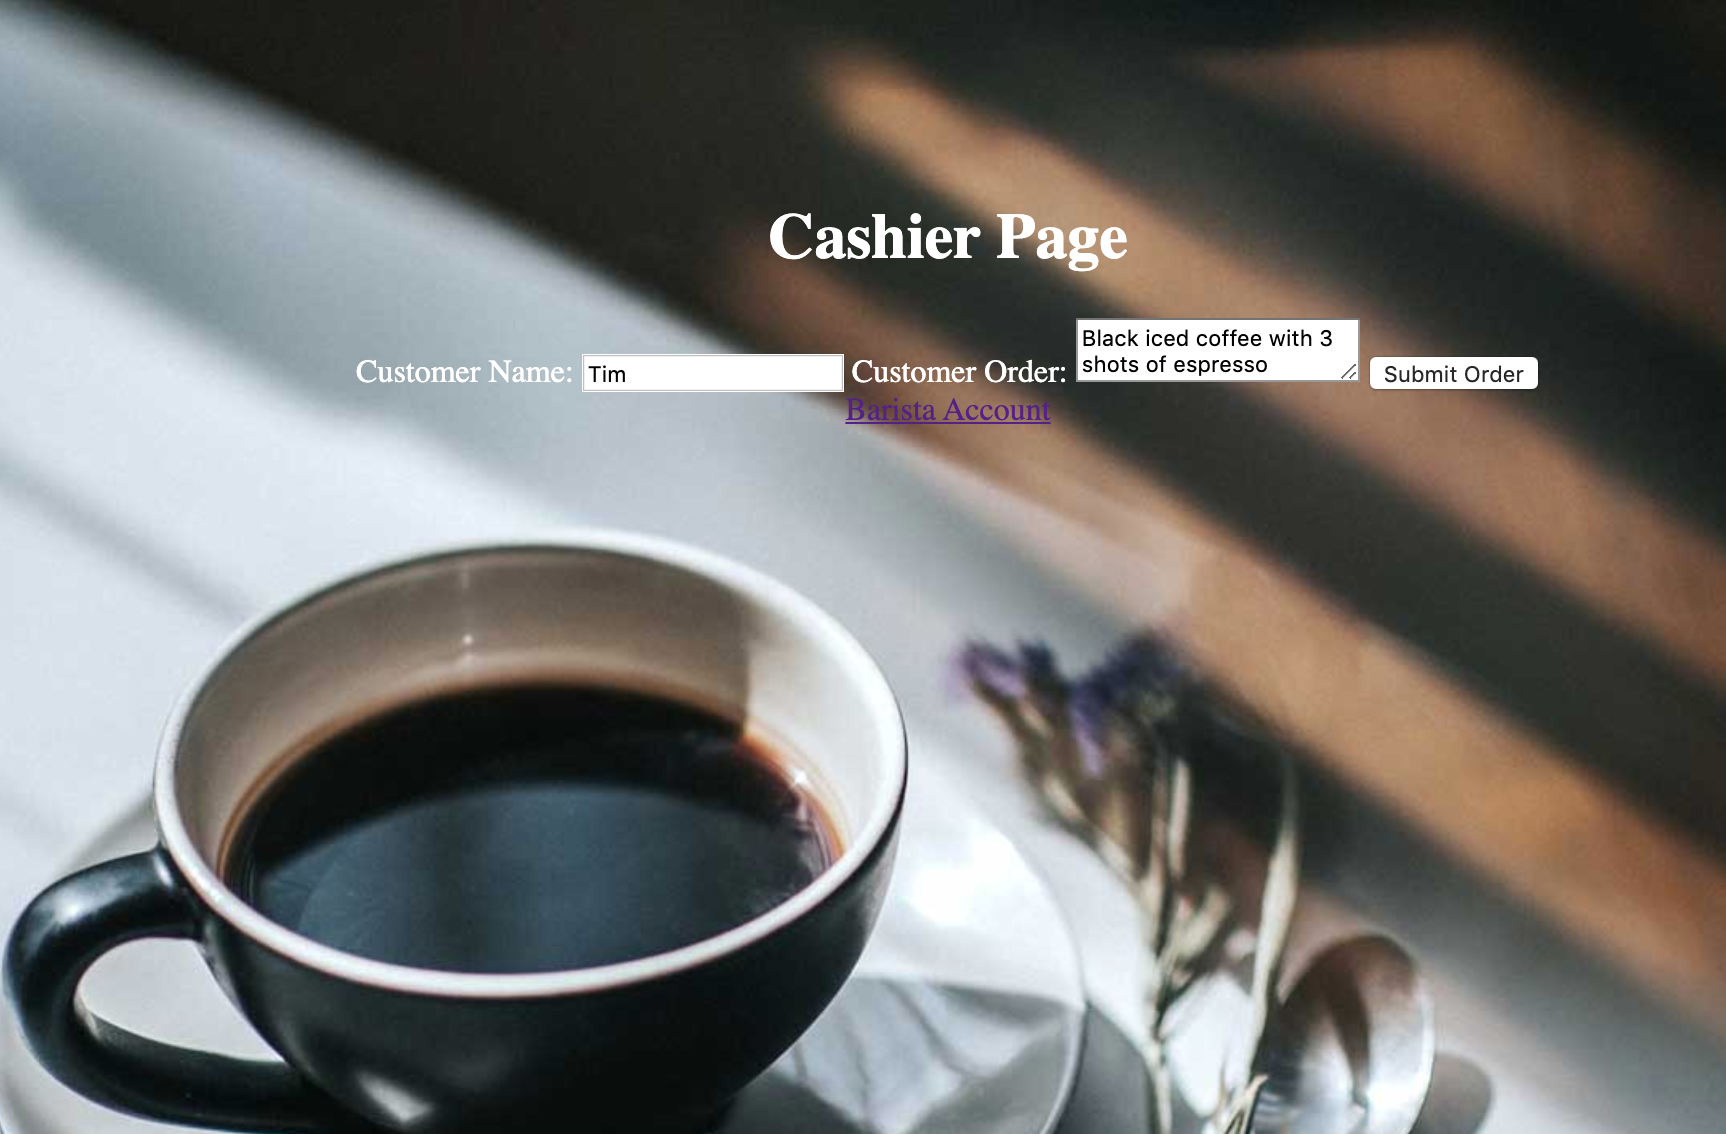 Cashier Page
Customer Name: Tim Customer Order: Black iced coffee with 3
shots of espresso Submit Order
Barista Account